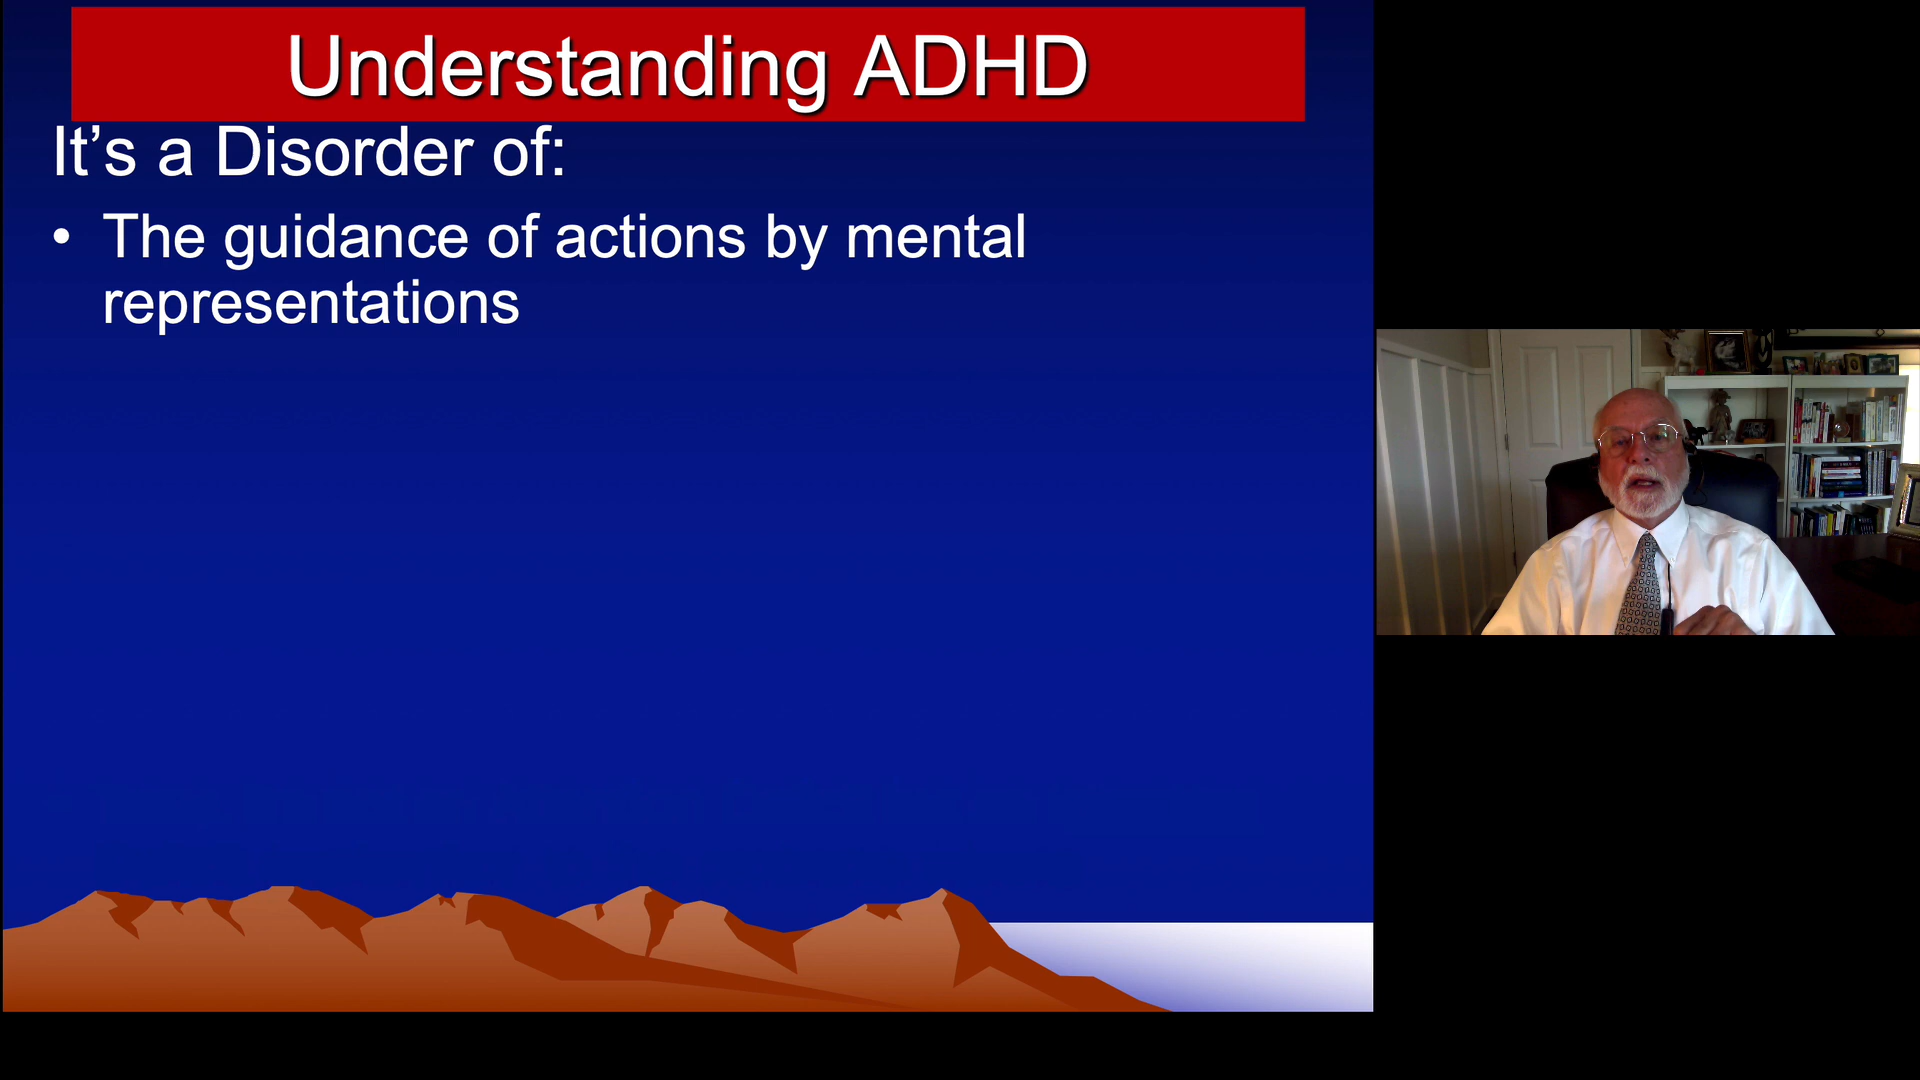 Understanding ADHD
It’s a Disorder of:
• The guidance of actions by mental
representations